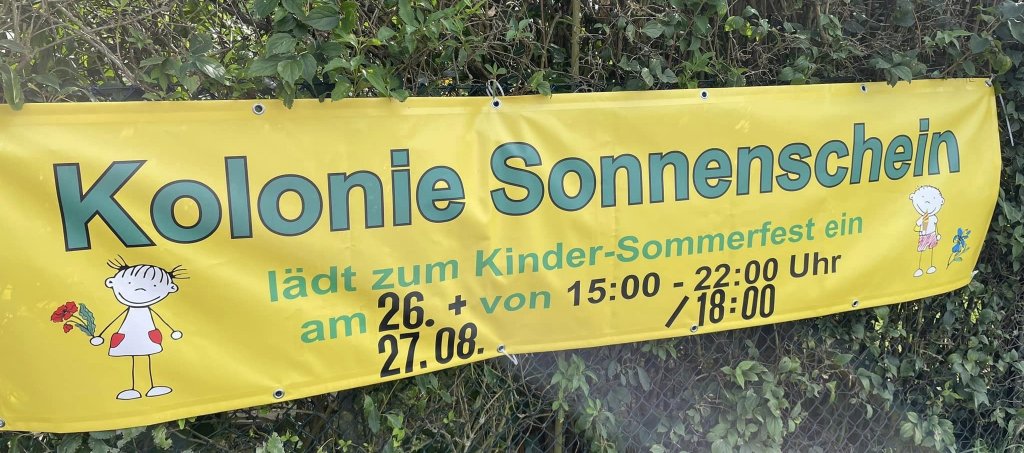 Kolonie Sonnenschein
lädt zum Kinder-Sommerfest ein
am 26. + von 15:00 - 22:00 Uhr
27.08. /18:00